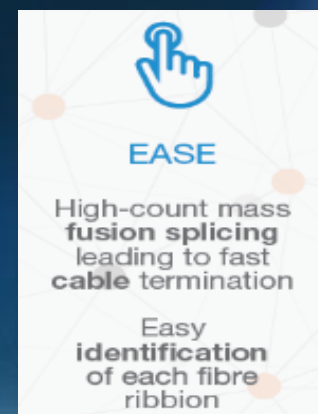 EASE
High-count mass
fusion splicing
leading to fast
cable termination
Easy
identification
of each fibre
ribbion